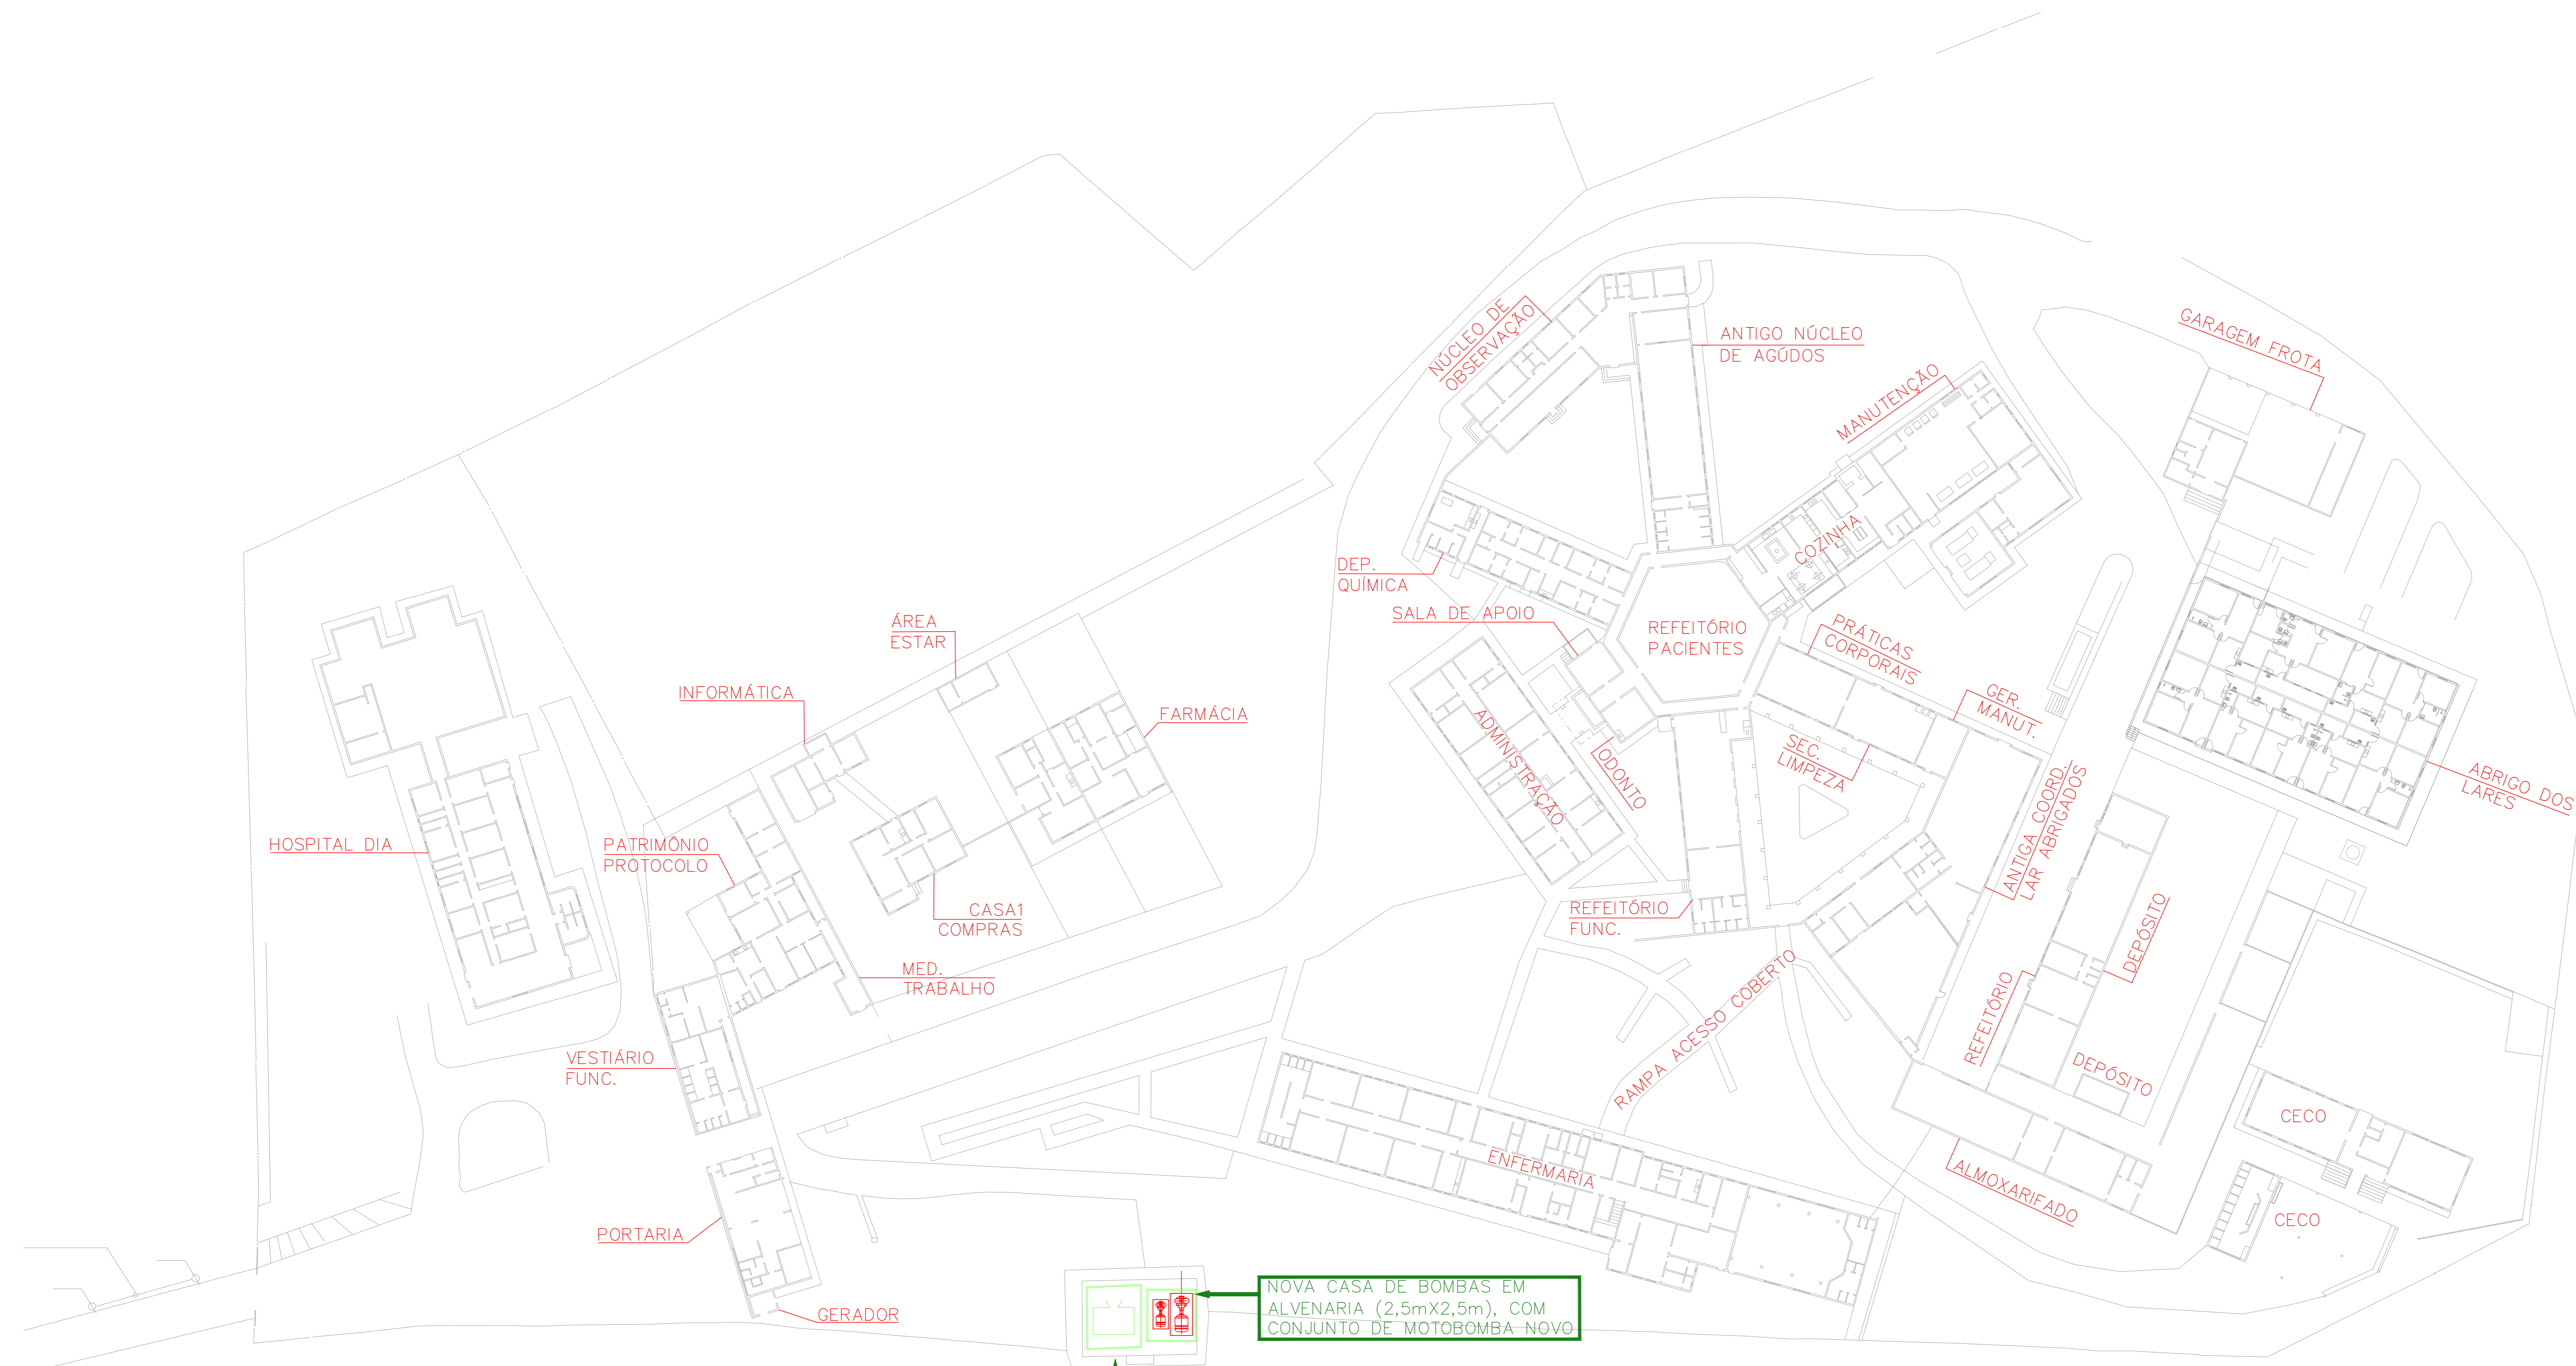 NÚCLEO DE
OBSERVAÇÃO
ANTIGO NÚCLEO
DE AGÚDOS
GARAGEM FROTA
MANUTENÇÃO
COZINHA
DEP.
QUÍMICA
SALA DE APOIO
REFEITÓRIO
PACIENTES
PRÁTICAS
CORPORAIS
ÁREA
ESTAR
INFORMÁTICA
FARMÁCIA
GER.
MANUT.
ADMINISTRAÇÃO
ODONTO
SEC.
LIMPEZA
ANTIGA COORD.
LAR ABRIGADOS
ABRIGO DOS
LARES
HOSPITAL DIA
PATRIMÔNIO
PROTOCOLO
CASA1
COMPRAS
REFEITÓRIO
FUNC.
DEPÓSITO
MED.
TRABALHO
RAMPA ACESSO COBERTO
REFEITÓRIO
VESTIÁRIO
FUNC.
DEPÓSITO
CECO
ENFERMARIA
ALMOXARIFADO
CECO
PORTARIA
GERADOR
NOVA CASA DE BOMBAS EM
ALVENARIA (2,5mX2,5m), COM
CONJUNTO DE MOTOBOMBA NOVO